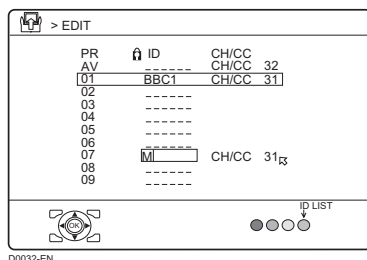 > EDIT
PR ID CH/CC
AV _ _ _ _ _ _ CH/CC 32
01 BBC1 CH/CC 31
02 _ _ _ _ _ _
03 _ _ _ _ _ _
04 _ _ _ _ _ _
05 _ _ _ _ _ _
06 _ _ _ _ _ _
07 M CH/CC 31
08 _ _ _ _ _ _
09 _ _ _ _ _ _
ID LIST
OK
D0032-EN